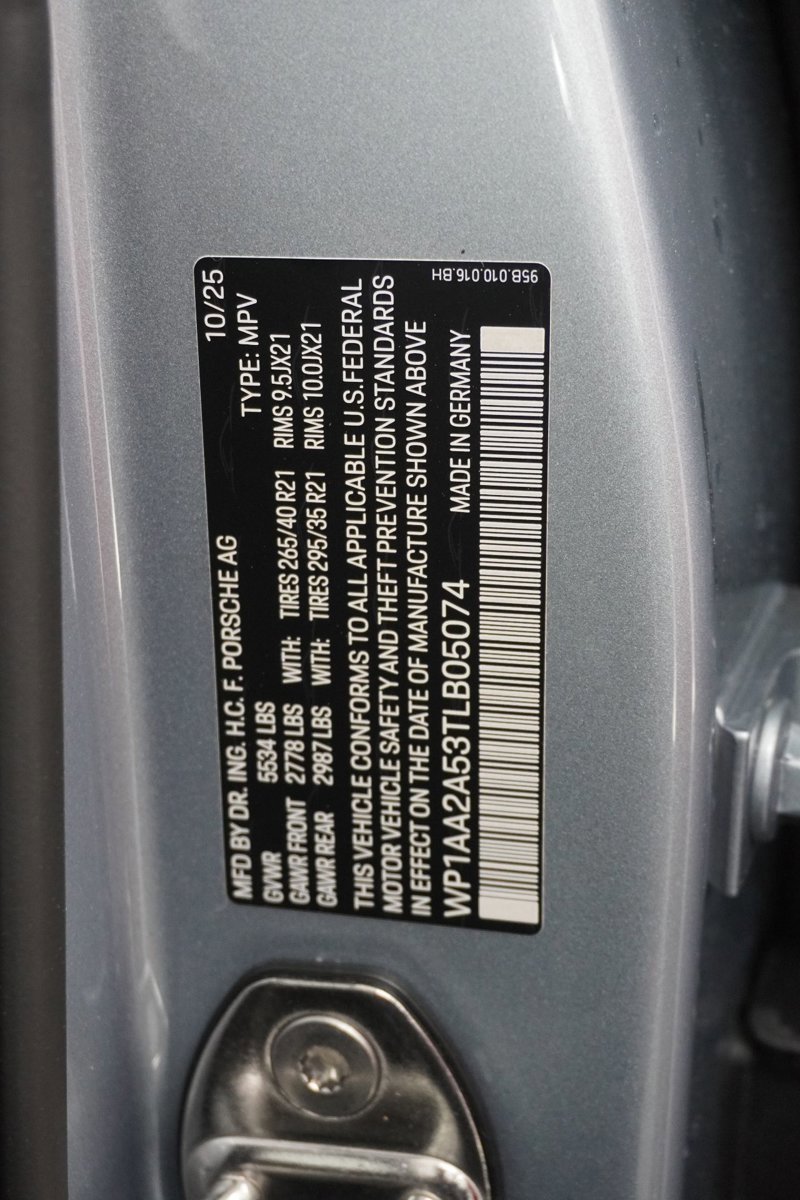 MFD BY DR. ING. H.C. F. PORSCHE AG 10/25
GVWR 5534 LBS TYPE: MPV
GAWR FRONT 2778 LBS WITH: TIRES 265/40 R21 RIMS 9.5JX21
GAWR REAR 2987 LBS WITH: TIRES 295/35 R21 RIMS 10.0JX21
THIS VEHICLE CONFORMS TO ALL APPLICABLE U.S.FEDERAL
MOTOR VEHICLE SAFETY AND THEFT PREVENTION STANDARDS
IN EFFECT ON THE DATE OF MANUFACTURE SHOWN ABOVE
WP1AA2A53TLB05074 MADE IN GERMANY
95B.010.016.BH